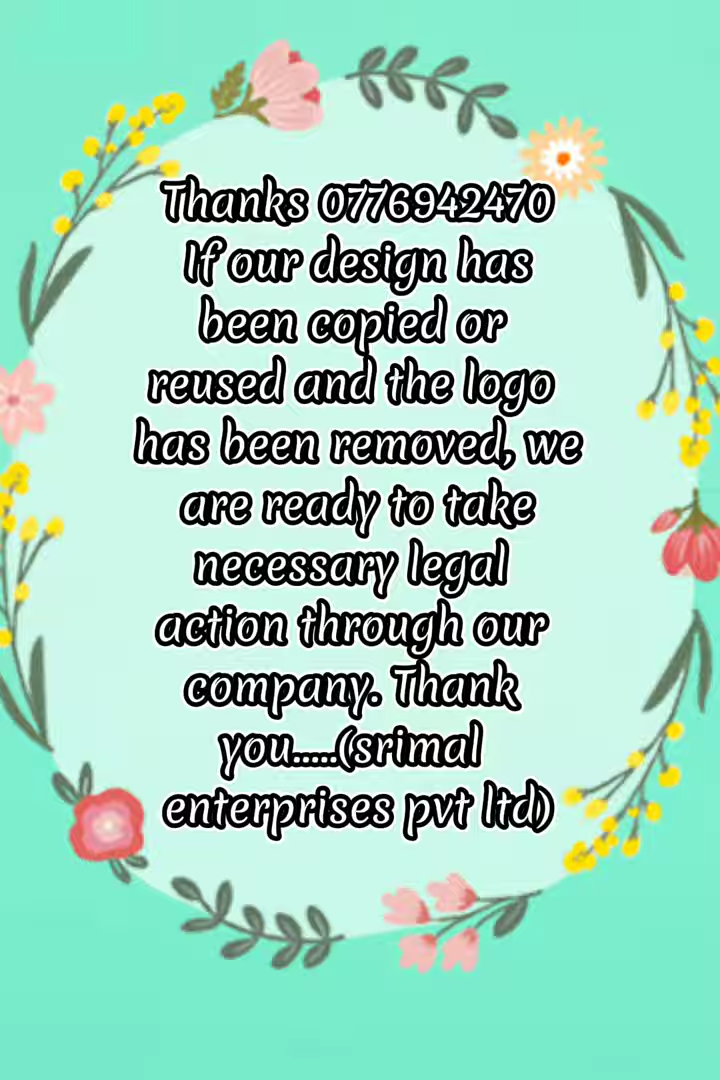 Thanks 0776942470
If our design has
been copied or
reused and the logo
has been removed, we
are ready to take
necessary legal
action through our
company. Thank
you.....(srimal
enterprises pvt ltd)